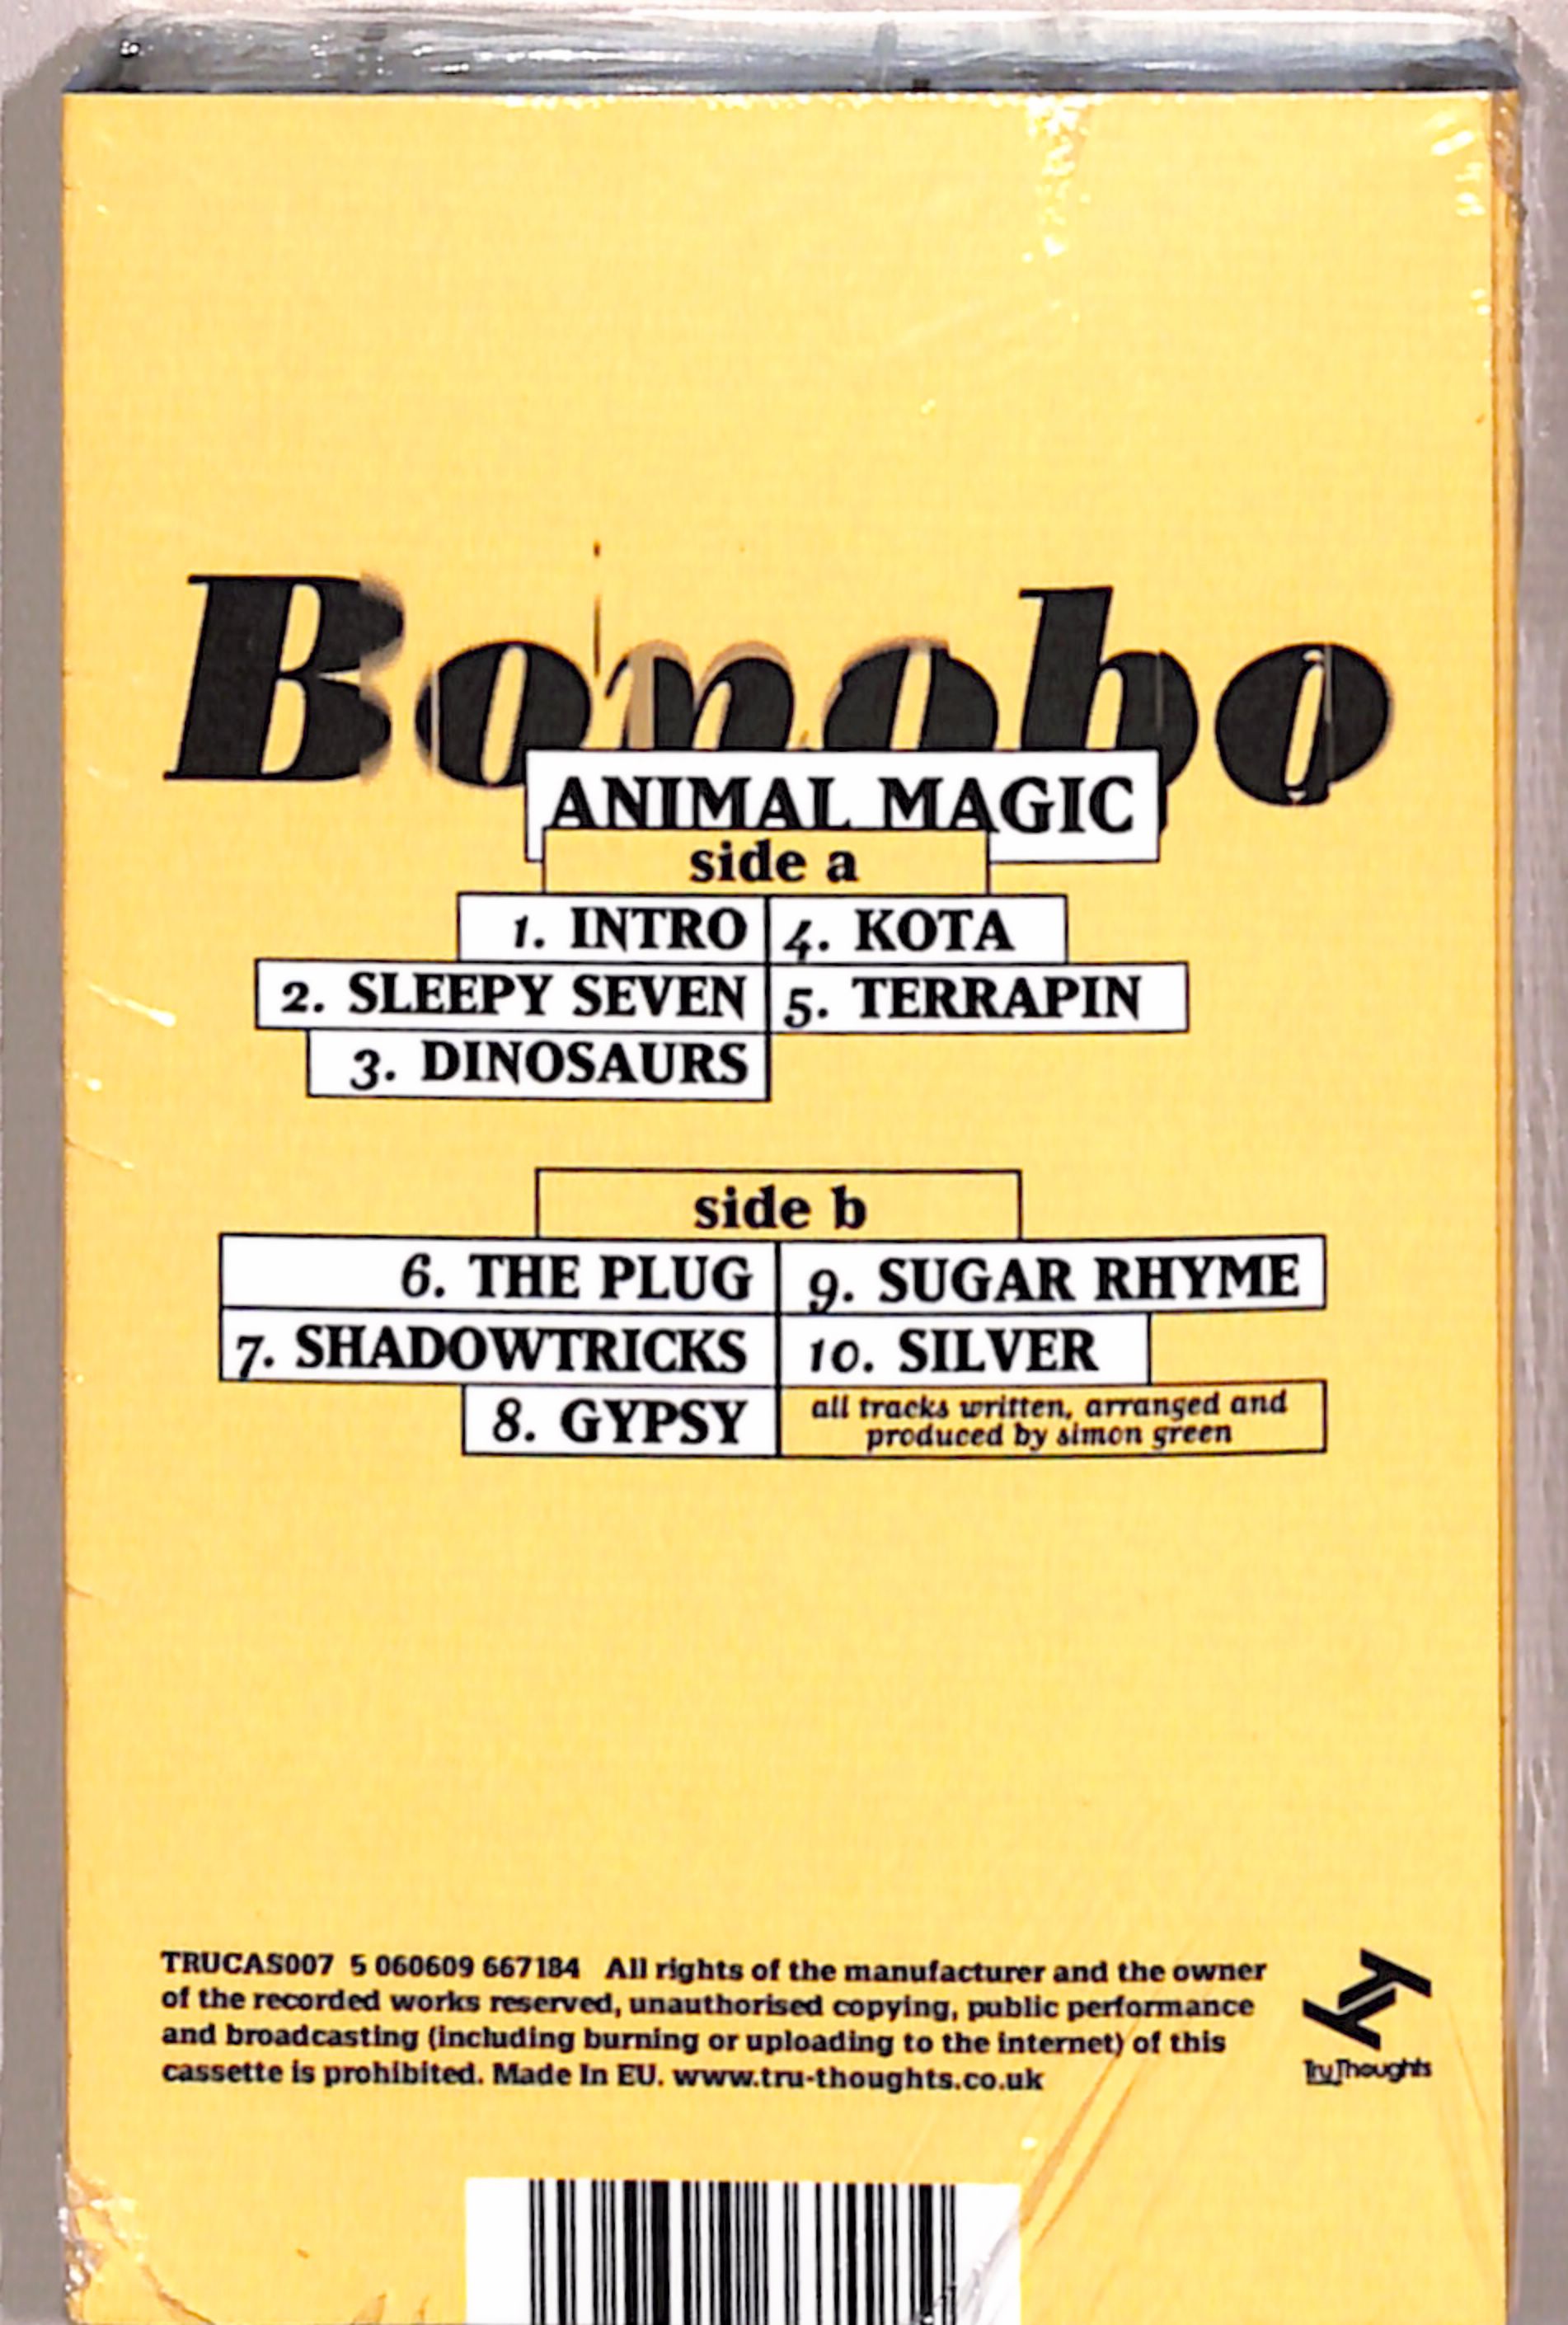 Bonobo
ANIMAL MAGIC
side a
1. INTRO
2. SLEEPY SEVEN
3. DINOSAURS
4. KOTA
5. TERRAPIN
side b
6. THE PLUG
7. SHADOWTRICKS
8. GYPSY
9. SUGAR RHYME
10. SILVER
all tracks written, arranged and
produced by simon green
TRUCAS007 5 060609 667184 All rights of the manufacturer and the owner
of the recorded works reserved, unauthorised copying, public performance
and broadcasting (including burning or uploading to the internet) of this
cassette is prohibited. Made In EU. www.tru-thoughts.co.uk
Tru Thoughts